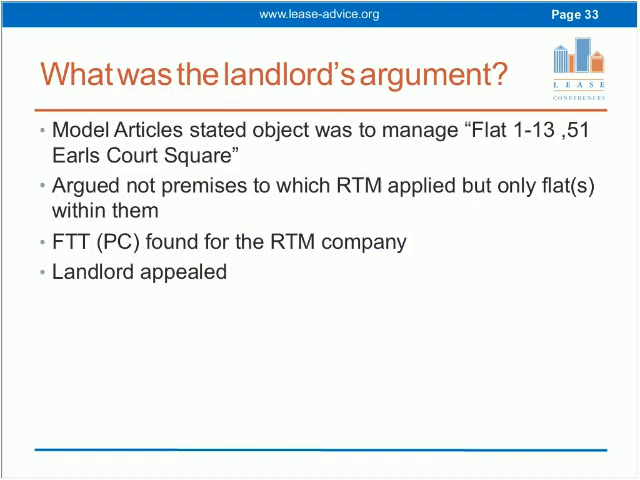 www.lease-advice.org
Page 33
What was the landlord's argument?
L E A S E
CONFERENCES
• Model Articles stated object was to manage “Flat 1-13 ,51
Earls Court Square”
• Argued not premises to which RTM applied but only flat(s)
within them
• FTT (PC) found for the RTM company
• Landlord appealed